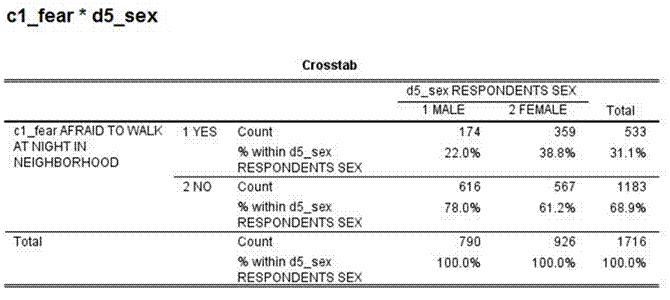 c1_fear * d5_sex
Crosstab
d5_sex RESPONDENTS SEX
1 MALE 2 FEMALE Total
c1_fear AFRAID TO WALK AT NIGHT IN NEIGHBORHOOD 1 YES Count 174 359 533
% within d5_sex RESPONDENTS SEX 22.0% 38.8% 31.1%
2 NO Count 616 567 1183
% within d5_sex RESPONDENTS SEX 78.0% 61.2% 68.9%
Total Count 790 926 1716
% within d5_sex RESPONDENTS SEX 100.0% 100.0% 100.0%